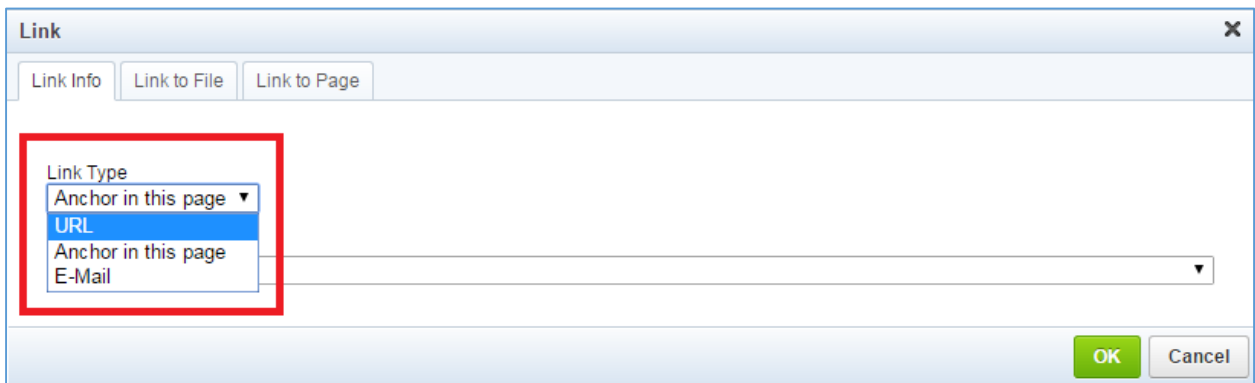 Link
Link Info Link to File Link to Page
Link Type
Anchor in this page
URL
Anchor in this page
E-Mail
OK Cancel